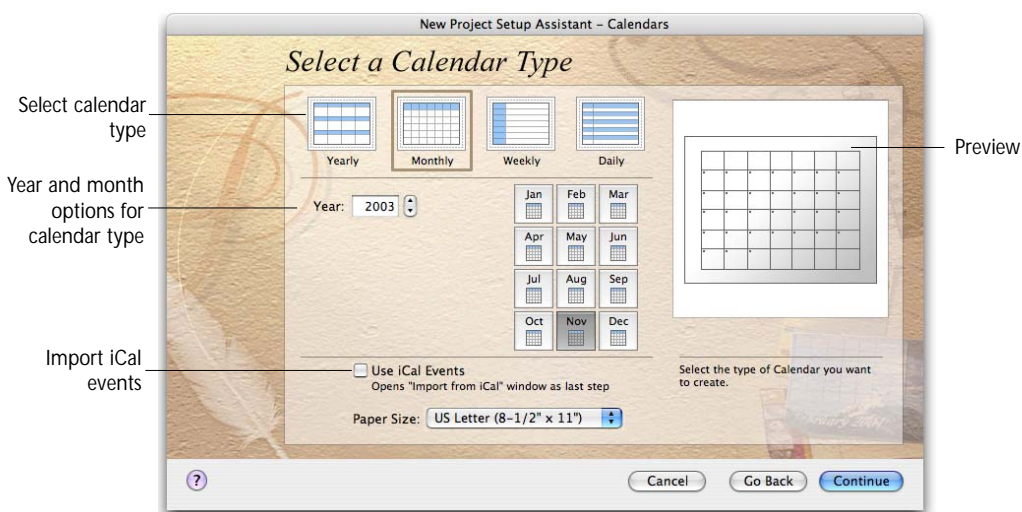 New Project Setup Assistant – Calendars
Select a Calendar Type
Select calendar
type
Yearly
Monthly
Weekly
Daily
Preview
Year and month
options for
calendar type
Year: 2003
Jan Feb Mar
Apr May Jun
Jul Aug Sep
Oct Nov Dec
Import iCal
events
Use iCal Events
Opens "Import from iCal" window as last step
Select the type of Calendar you want
to create.
Paper Size: US Letter (8-1/2" x 11")
?
Cancel
Go Back
Continue